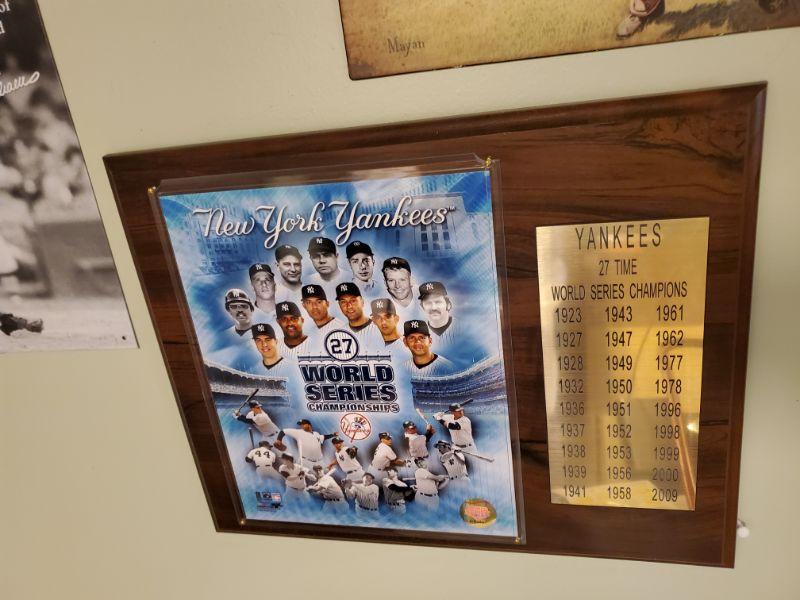 Mayan
New York Yankees™
27
WORLD
SERIES
CHAMPIONSHIPS
44
YANKEES
27 TIME
WORLD SERIES CHAMPIONS
1923 1943 1961
1927 1947 1962
1928 1949 1977
1932 1950 1978
1936 1951 1996
1937 1952 1998
1938 1953 1999
1939 1956 2000
1941 1958 2009